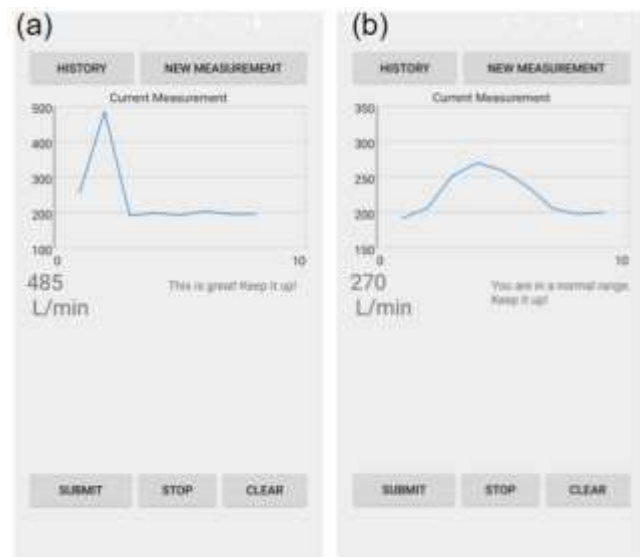 (a)
HISTORY NEW MEASUREMENT
Current Measurement
500
400
300
200
100
0 10
485
L/min
This is great! Keep it up!
SUBMIT STOP CLEAR
(b)
HISTORY NEW MEASUREMENT
Current Measurement
350
300
250
200
150
0 10
270
L/min
You are in a normal range.
Keep it up!
SUBMIT STOP CLEAR